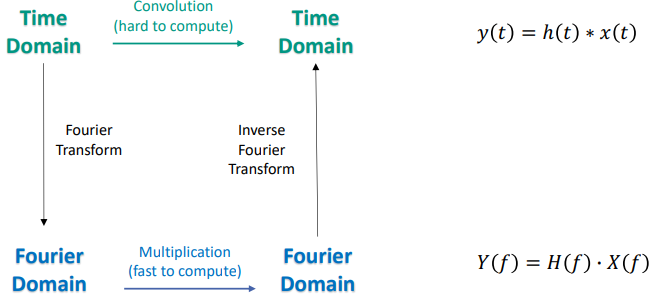 Time
Domain
Convolution
(hard to compute)
Time
Domain
y(t) = h(t) ∗ x(t)
Fourier
Transform
Inverse
Fourier
Transform
Fourier
Domain
Multiplication
(fast to compute)
Fourier
Domain
Y(f) = H(f) · X(f)